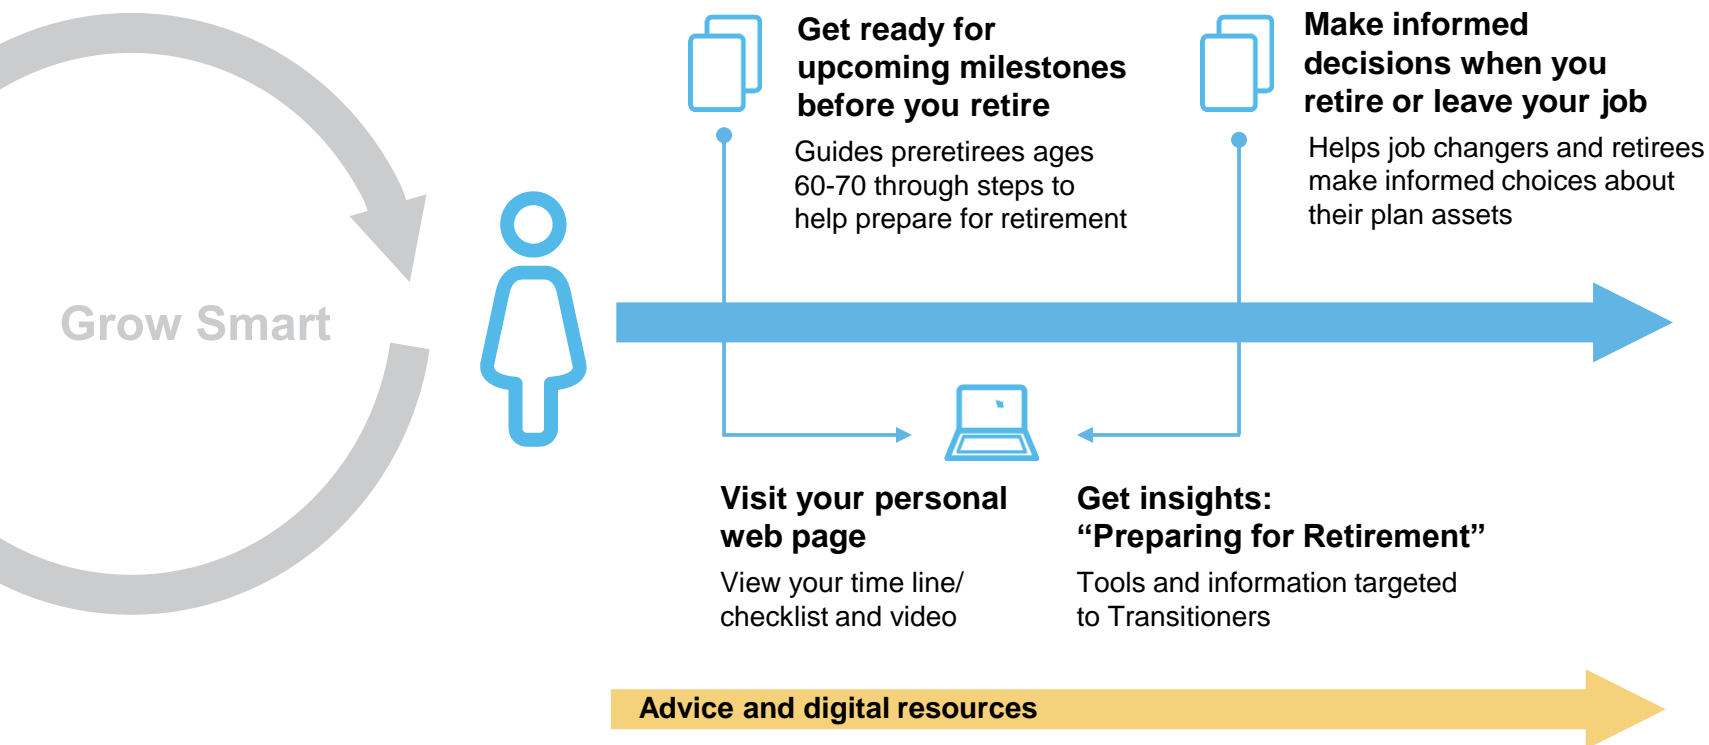 Grow Smart
Get ready for
upcoming milestones
before you retire
Guides preretirees ages
60-70 through steps to
help prepare for retirement
Make informed
decisions when you
retire or leave your job
Helps job changers and retirees
make informed choices about
their plan assets
Visit your personal
web page
View your time line/
checklist and video
Get insights:
“Preparing for Retirement”
Tools and information targeted
to Transitioners
Advice and digital resources